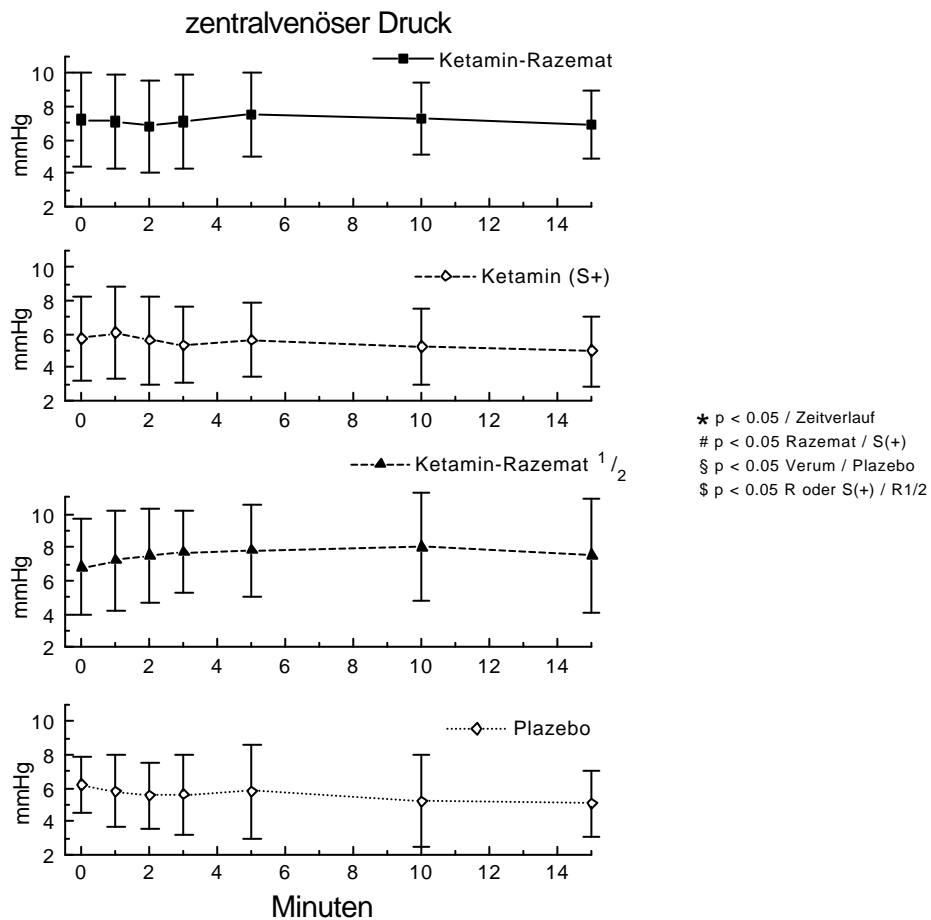 zentralvenöser Druck
Ketamin-Razemat
10
8
6
4
2
mmHg
0 2 4 6 8 10 12 14
Ketamin (S+)
10
8
6
4
2
mmHg
0 2 4 6 8 10 12 14
Ketamin-Razemat 1/2
10
8
6
4
2
mmHg
0 2 4 6 8 10 12 14
Plazebo
10
8
6
4
2
mmHg
0 2 4 6 8 10 12 14
Minuten
* p < 0.05 / Zeitverlauf
# p < 0.05 Razemat / S(+)
§ p < 0.05 Verum / Plazebo
$ p < 0.05 R oder S(+) / R1/2